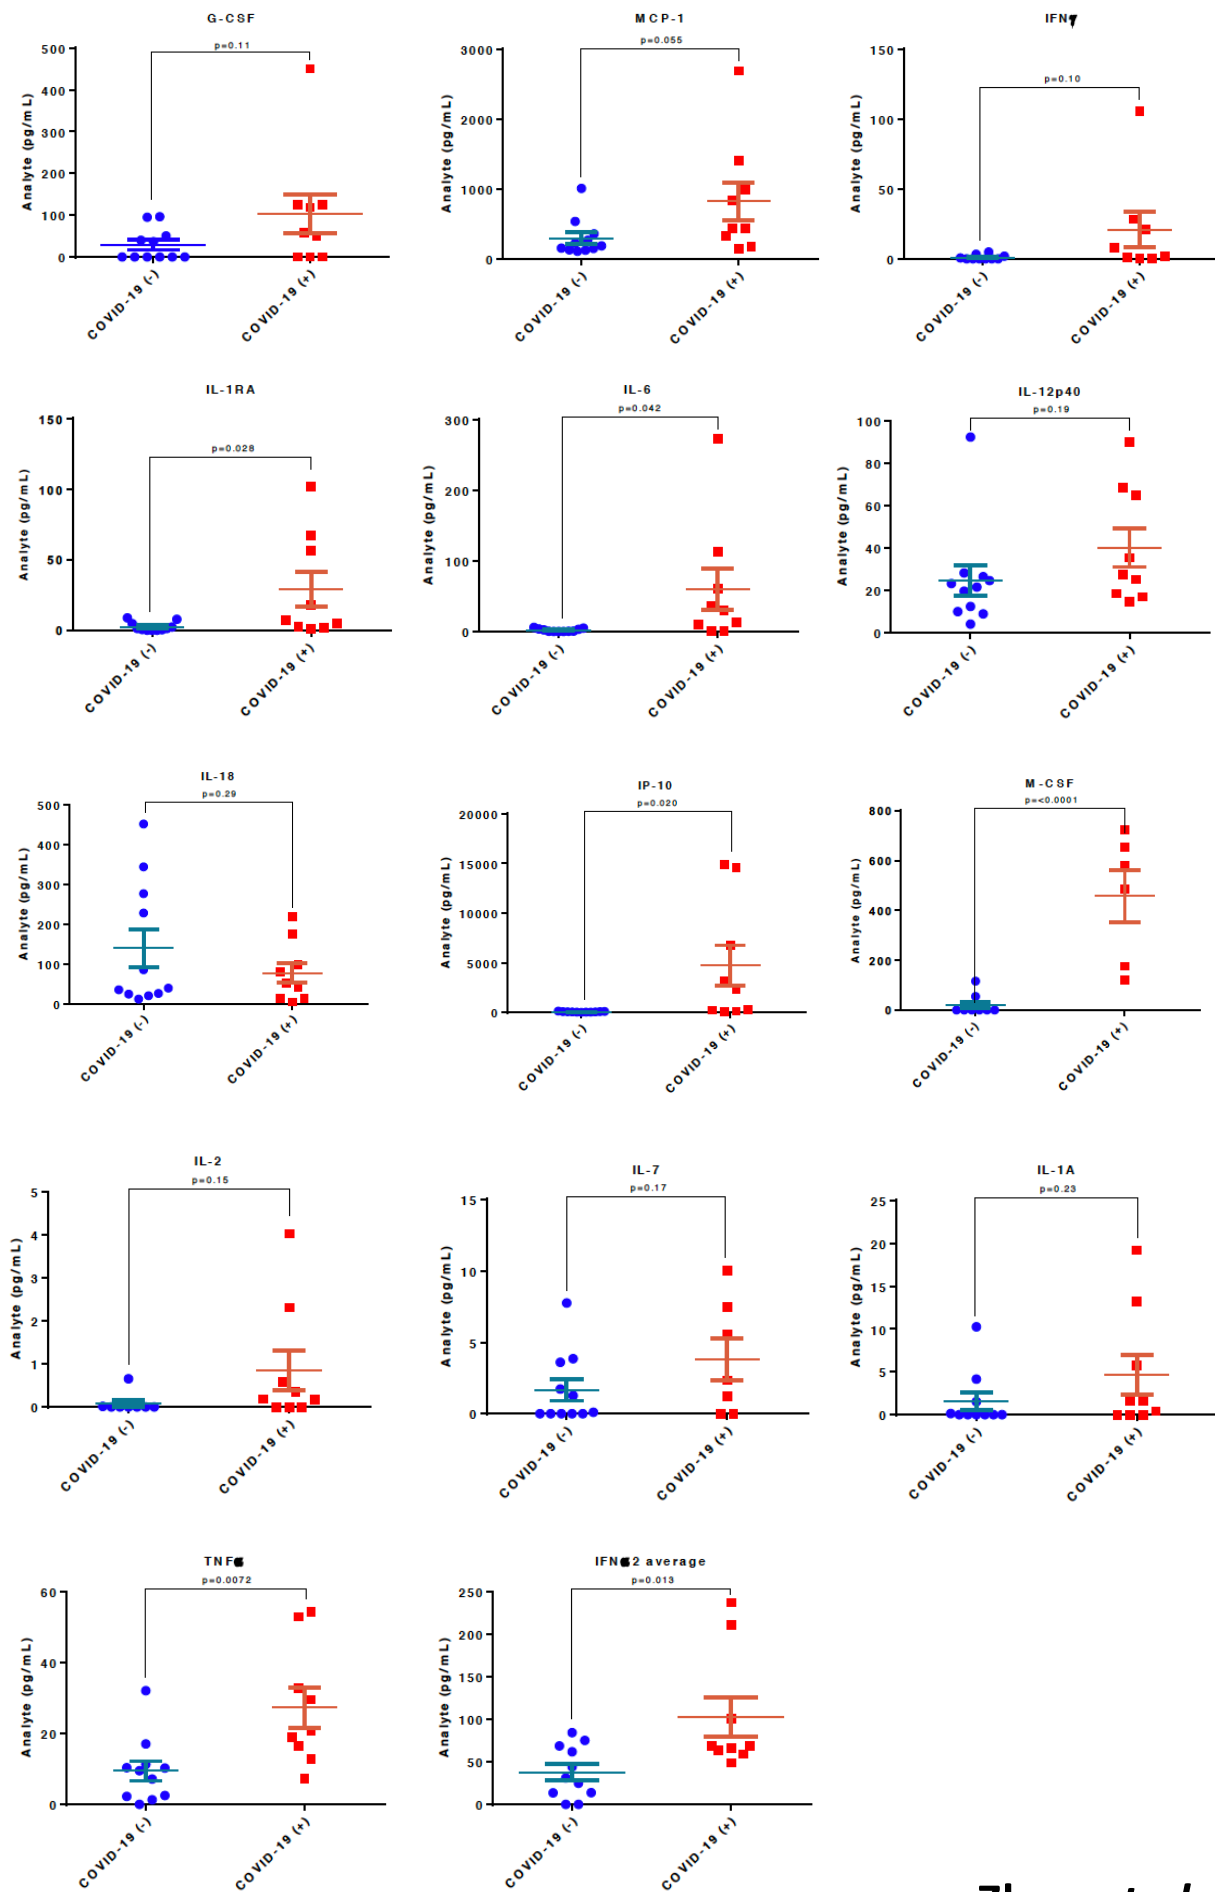 G-CSF
p=0.11
Analyte (pg/mL)
500
400
300
200
100
0
COVID-19 (-)
COVID-19 (+)
MCP-1
p=0.055
Analyte (pg/mL)
3000
2000
1000
0
COVID-19 (-)
COVID-19 (+)
IFNγ
p=0.10
Analyte (pg/mL)
150
100
50
0
COVID-19 (-)
COVID-19 (+)
IL-1RA
p=0.028
Analyte (pg/mL)
150
100
50
0
COVID-19 (-)
COVID-19 (+)
IL-6
p=0.042
Analyte (pg/mL)
300
200
100
0
COVID-19 (-)
COVID-19 (+)
IL-12p40
p=0.19
Analyte (pg/mL)
100
80
60
40
20
0
COVID-19 (-)
COVID-19 (+)
IL-18
p=0.29
Analyte (pg/mL)
500
400
300
200
100
0
COVID-19 (-)
COVID-19 (+)
IP-10
p=0.020
Analyte (pg/mL)
20000
15000
10000
5000
0
COVID-19 (-)
COVID-19 (+)
M-CSF
p=<0.0001
Analyte (pg/mL)
800
600
400
200
0
COVID-19 (-)
COVID-19 (+)
IL-2
p=0.15
Analyte (pg/mL)
5
4
3
2
1
0
COVID-19 (-)
COVID-19 (+)
IL-7
p=0.17
Analyte (pg/mL)
15
10
5
0
COVID-19 (-)
COVID-19 (+)
IL-1A
p=0.23
Analyte (pg/mL)
25
20
15
10
5
0
COVID-19 (-)
COVID-19 (+)
TNFα
p=0.0072
Analyte (pg/mL)
60
40
20
0
COVID-19 (-)
COVID-19 (+)
IFNα2 average
p=0.013
Analyte (pg/mL)
250
200
150
100
50
0
COVID-19 (-)
COVID-19 (+)